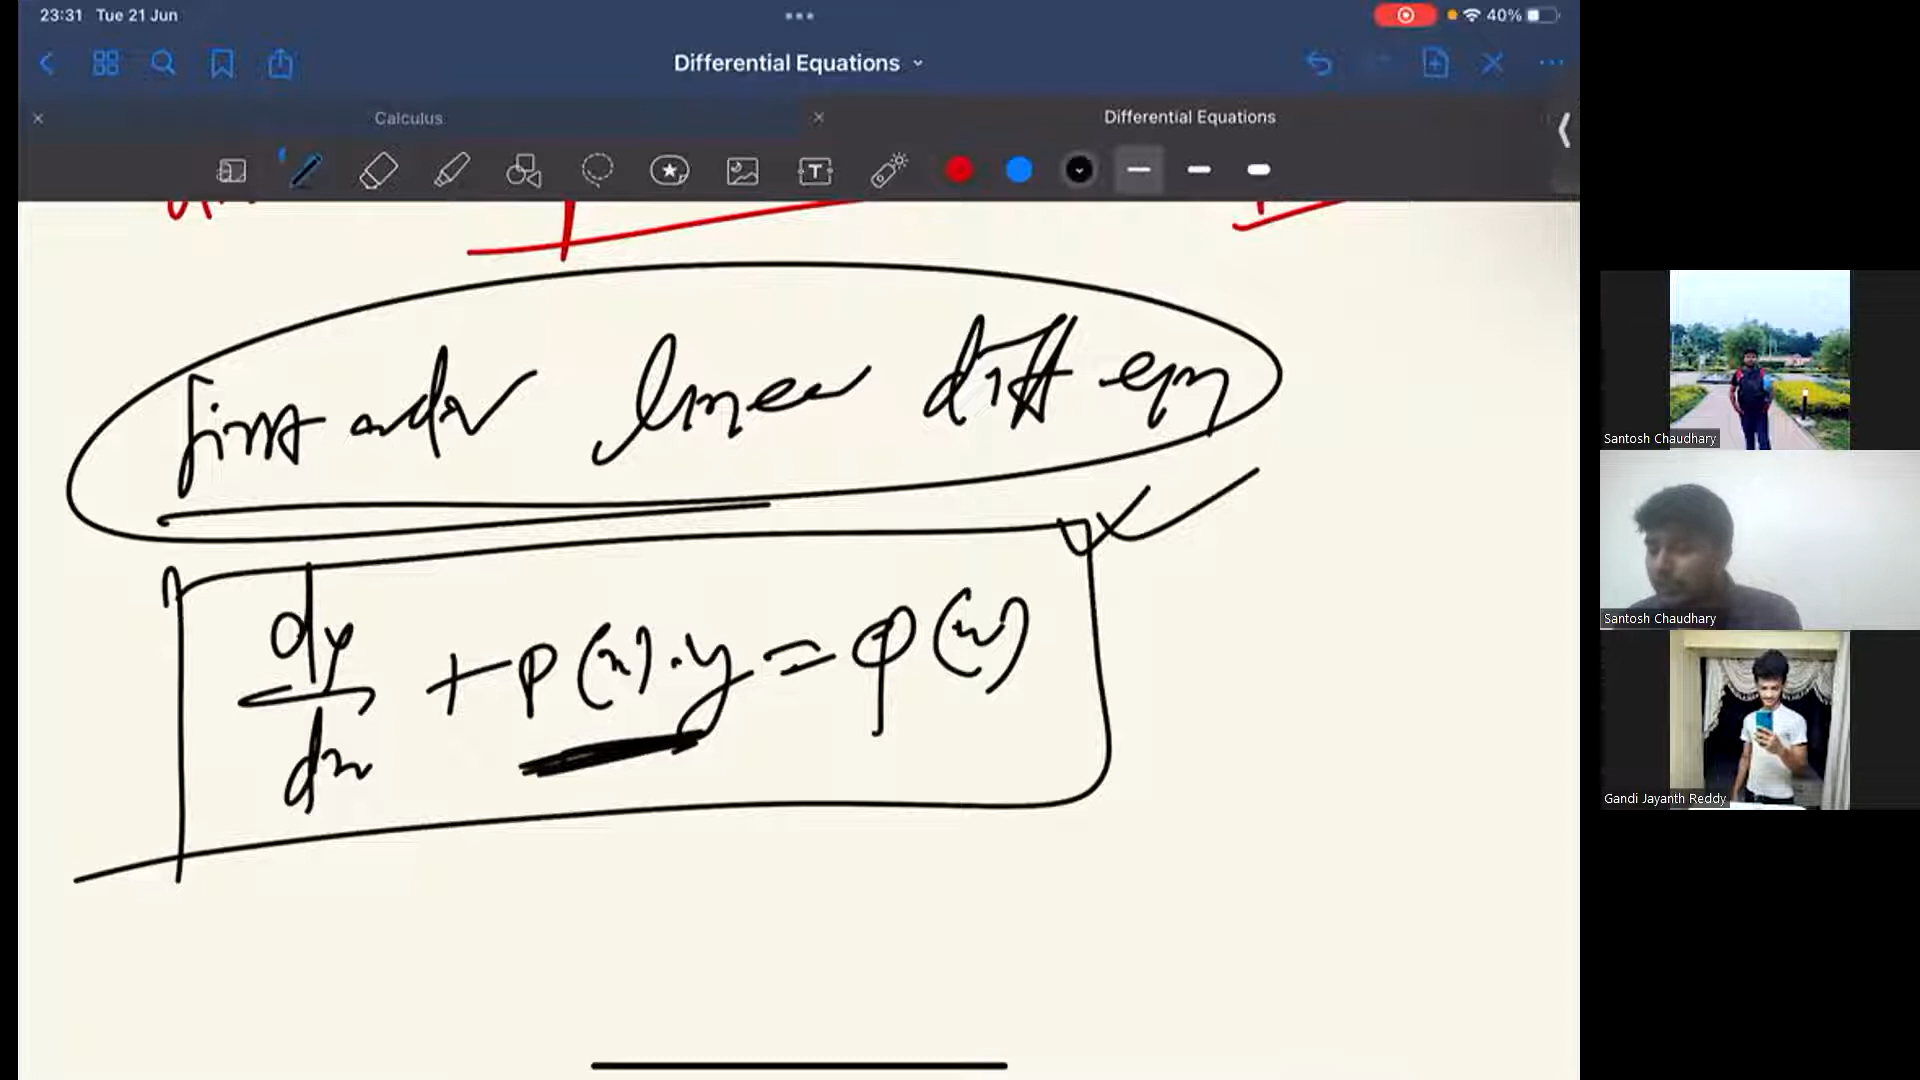 23:31 Tue 21 Jun
40%
Differential Equations
Calculus
Differential Equations
T
first order linear diff eqn
dy/dx + P(x).y = Q(x)
Santosh Chaudhary
Santosh Chaudhary
Gandi Jayanth Reddy